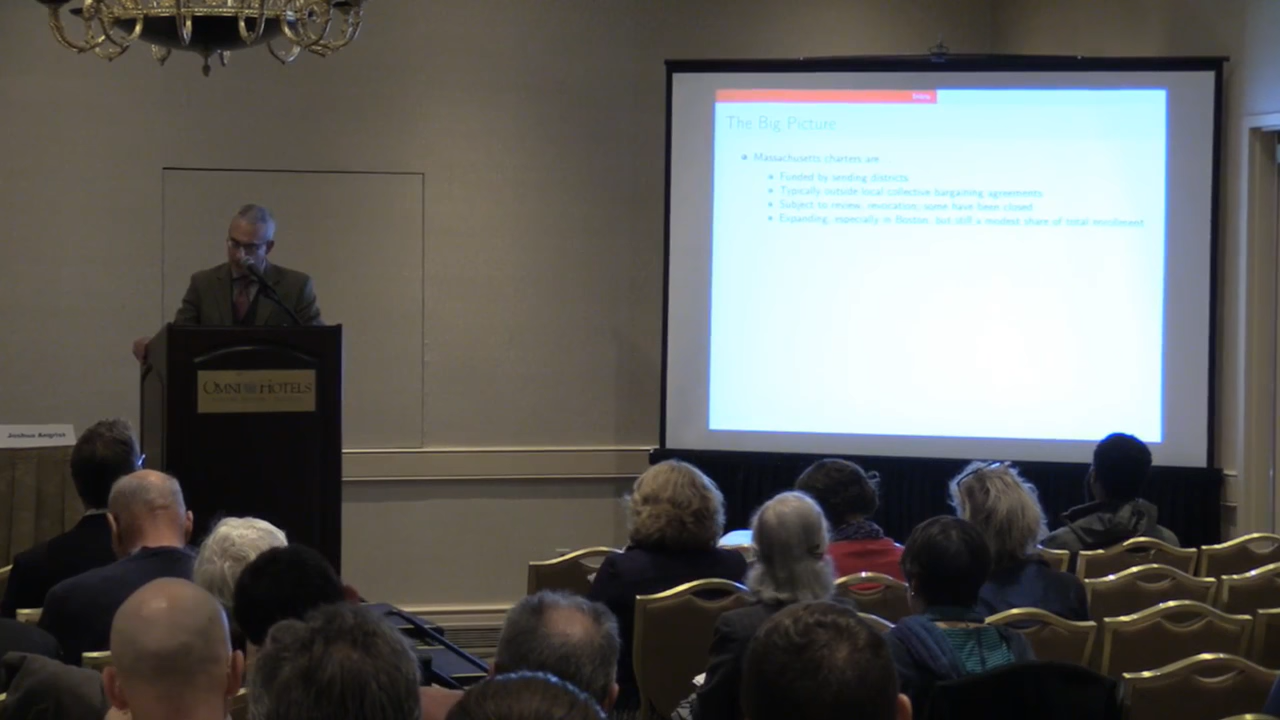 Intro
The Big Picture
Massachusetts charters are
Funded by sending districts
Typically outside local collective bargaining agreements
Subject to review, revocation; some have been closed
Expanding, especially in Boston, but still a modest share of total enrollment
OMNI HOTELS
Joshua Angrist